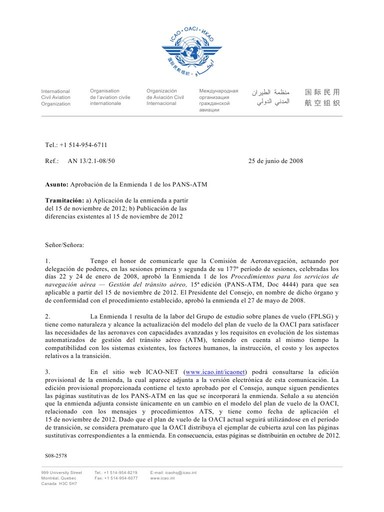 ICAO · OACI · ИКАО
International
Civil Aviation
Organization
Organisation
de l'aviation civile
internationale
Organización
de Aviación Civil
Internacional
Международная
организация
гражданской
авиации
منظمة الطيران
المدني الدولي
国际民用
航空组织
Tel.: +1 514-954-6711
Ref.: AN 13/2.1-08/50
25 de junio de 2008
Asunto: Aprobación de la Enmienda 1 de los PANS-ATM
Tramitación: a) Aplicación de la enmienda a partir
del 15 de noviembre de 2012; b) Publicación de las
diferencias existentes al 15 de noviembre de 2012
Señor/Señora:
1. Tengo el honor de comunicarle que la Comisión de Aeronavegación, actuando por
delegación de poderes, en las sesiones primera y segunda de su 177º período de sesiones, celebradas los
días 22 y 24 de enero de 2008, aprobó la Enmienda 1 de los Procedimientos para los servicios de
navegación aérea — Gestión del tránsito aéreo, 15ª edición (PANS-ATM, Doc 4444) para que sea
aplicable a partir del 15 de noviembre de 2012. El Presidente del Consejo, en nombre de dicho órgano y
de conformidad con el procedimiento establecido, aprobó la enmienda el 27 de mayo de 2008.
2. La Enmienda 1 resulta de la labor del Grupo de estudio sobre planes de vuelo (FPLSG) y
tiene como naturaleza y alcance la actualización del modelo del plan de vuelo de la OACI para satisfacer
las necesidades de las aeronaves con capacidades avanzadas y los requisitos en evolución de los sistemas
automatizados de gestión del tránsito aéreo (ATM), teniendo en cuenta al mismo tiempo la
compatibilidad con los sistemas existentes, los factores humanos, la instrucción, el costo y los aspectos
relativos a la transición.
3. En el sitio web ICAO-NET (www.icao.int/icaonet) podrá consultarse la edición
provisional de la enmienda, la cual aparece adjunta a la versión electrónica de esta comunicación. La
edición provisional proporcionada contiene el texto aprobado por el Consejo, aunque siguen pendientes
las páginas sustitutivas de los PANS-ATM en las que se incorporará la enmienda. Señalo a su atención
que la enmienda adjunta consiste únicamente en un cambio en el modelo del plan de vuelo de la OACI,
relacionado con los mensajes y procedimientos ATS, y tiene como fecha de aplicación el
15 de noviembre de 2012. Dado que el plan de vuelo de la OACI actual seguirá utilizándose en el período
de transición, se considera prematuro que la OACI distribuya el ejemplar de cubierta azul con las páginas
sustitutivas correspondientes a la enmienda. En consecuencia, estas páginas se distribuirán en octubre de 2012.
S08-2578
999 University Street
Montréal, Quebec
Canada H3C 5H7
Tel.: +1 514-954-8219
Fax: +1 514-954-6077
E-mail: icaohq@icao.int
www.icao.int